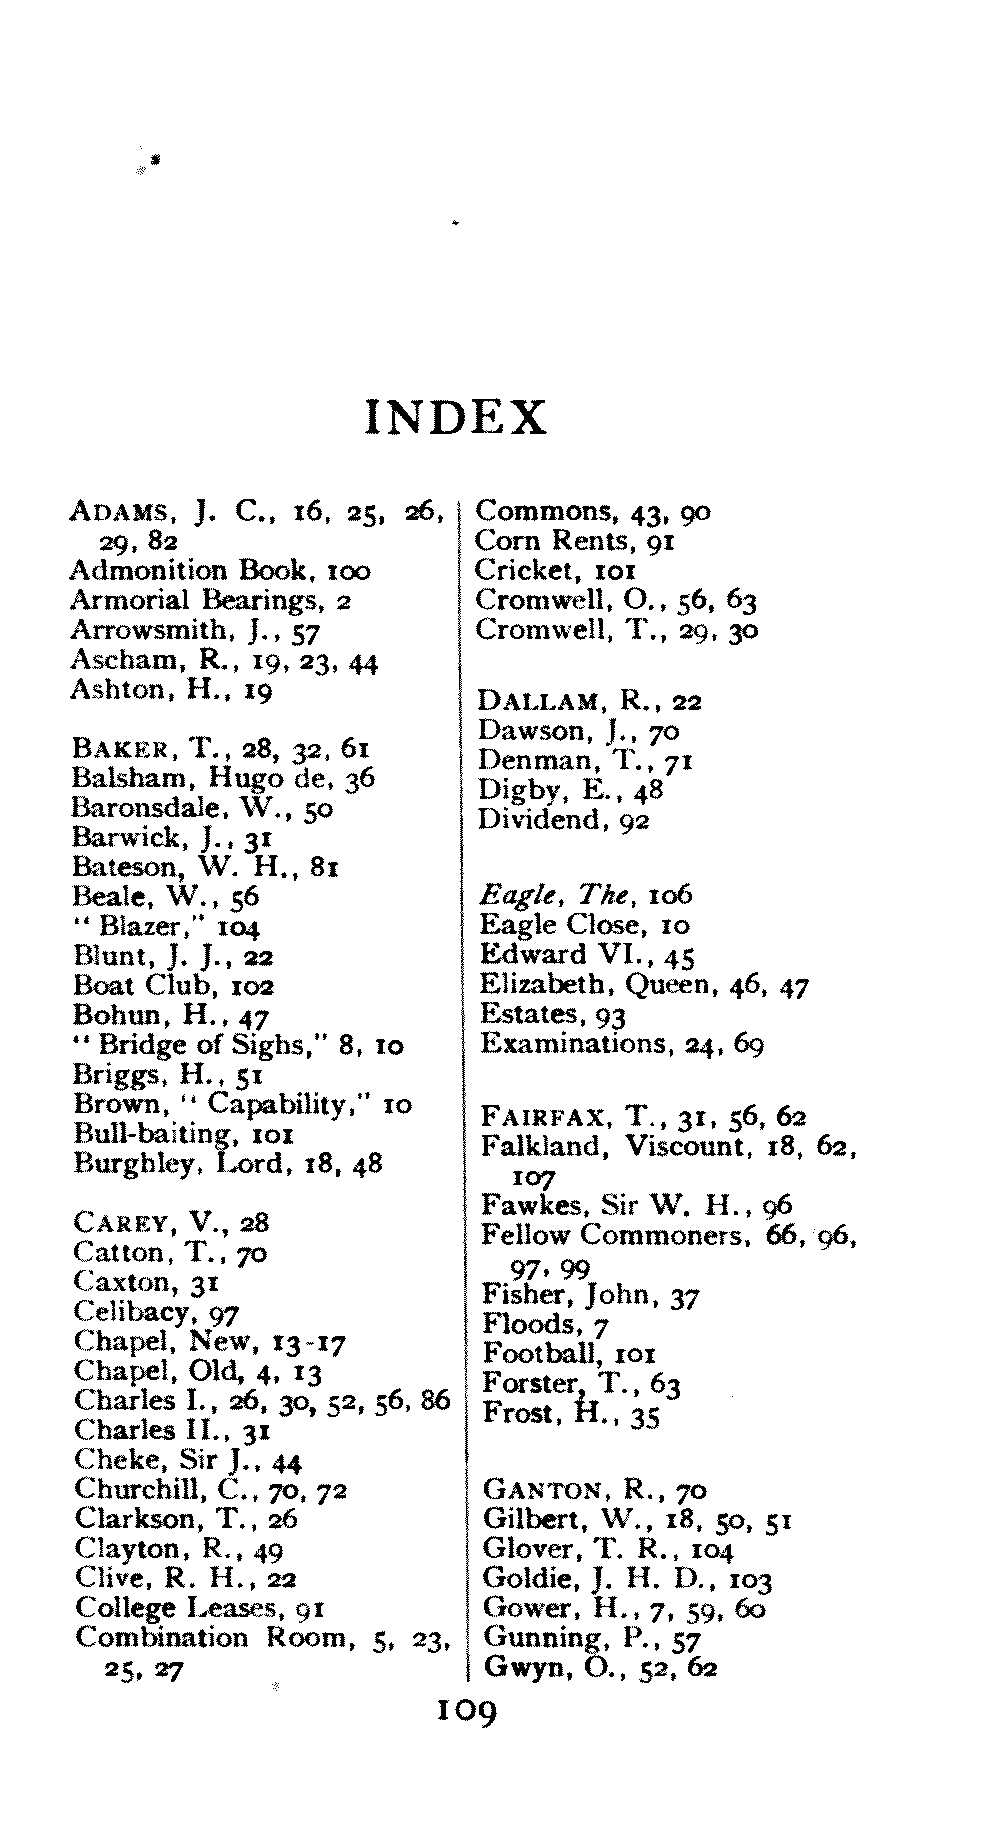 INDEX
ADAMS, J. C., 16, 25, 26,
29, 82
Admonition Book, 100
Armorial Bearings, 2
Arrowsmith, J., 57
Ascham, R., 19, 23, 44
Ashton, H., 19
BAKER, T., 28, 32, 61
Balsham, Hugo de, 36
Baronsdale, W., 50
Barwick, J., 31
Bateson, W. H., 81
Beale, W., 56
"Blazer," 104
Blunt, J. J., 22
Boat Club, 102
Bohun, H., 47
"Bridge of Sighs," 8, 10
Briggs, H., 51
Brown, "Capability," 10
Bull-baiting, 101
Burghley, Lord, 18, 48
CAREY, V., 28
Catton, T., 70
Caxton, 31
Celibacy, 97
Chapel, New, 13-17
Chapel, Old, 4, 13
Charles I., 26, 30, 52, 56, 86
Charles II., 31
Cheke, Sir J., 44
Churchill, C., 70, 72
Clarkson, T., 26
Clayton, R., 49
Clive, R. H., 22
College Leases, 91
Combination Room, 5, 23,
25, 27
Commons, 43, 90
Corn Rents, 91
Cricket, 101
Cromwell, O., 56, 63
Cromwell, T., 29, 30
DALLAM, R., 22
Dawson, J., 70
Denman, T., 71
Digby, E., 48
Dividend, 92
Eagle, The, 106
Eagle Close, 10
Edward VI., 45
Elizabeth, Queen, 46, 47
Estates, 93
Examinations, 24, 69
FAIRFAX, T., 31, 56, 62
Falkland, Viscount, 18, 62,
107
Fawkes, Sir W. H., 96
Fellow Commoners, 66, 96,
97, 99
Fisher, John, 37
Floods, 7
Football, 101
Forster, T., 63
Frost, H., 35
GANTON, R., 70
Gilbert, W., 18, 50, 51
Glover, T. R., 104
Goldie, J. H. D., 103
Gower, H., 7, 59, 60
Gunning, P., 57
Gwyn, O., 52, 62
109